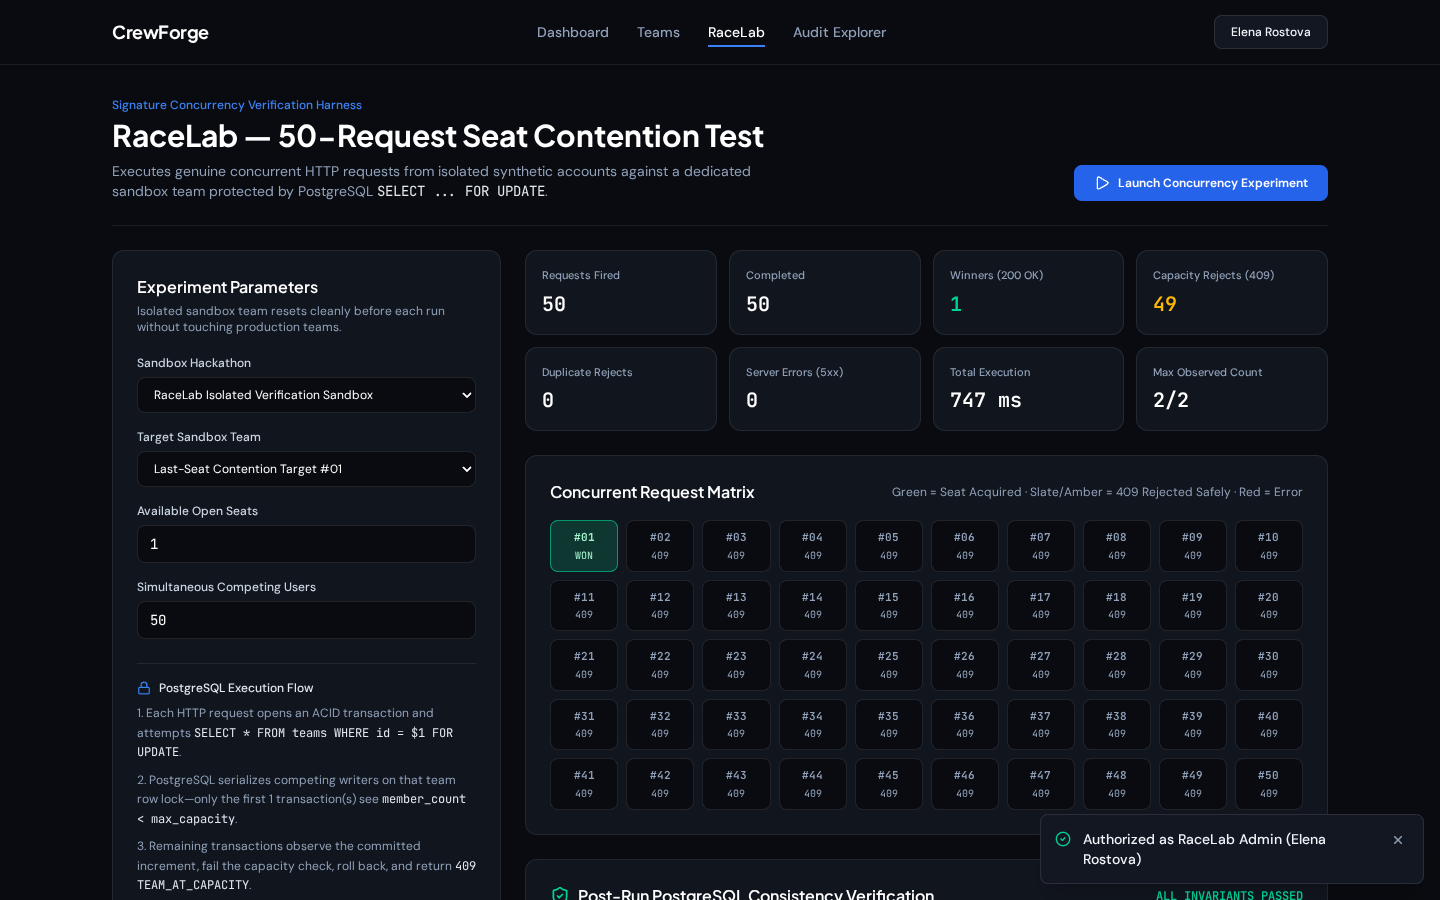 CrewForge
Dashboard
Teams
RaceLab
Audit Explorer
Elena Rostova
Signature Concurrency Verification Harness
RaceLab — 50-Request Seat Contention Test
Executes genuine concurrent HTTP requests from isolated synthetic accounts against a dedicated
sandbox team protected by PostgreSQL SELECT ... FOR UPDATE.
Launch Concurrency Experiment
Experiment Parameters
Isolated sandbox team resets cleanly before each run
without touching production teams.
Sandbox Hackathon
RaceLab Isolated Verification Sandbox
Target Sandbox Team
Last-Seat Contention Target #01
Available Open Seats
1
Simultaneous Competing Users
50
PostgreSQL Execution Flow
1. Each HTTP request opens an ACID transaction and
attempts SELECT * FROM teams WHERE id = $1 FOR
UPDATE.
2. PostgreSQL serializes competing writers on that team
row lock—only the first 1 transaction(s) see member_count
< max_capacity.
3. Remaining transactions observe the committed
increment, fail the capacity check, roll back, and return 409
TEAM_AT_CAPACITY.
Requests Fired
50
Completed
50
Winners (200 OK)
1
Capacity Rejects (409)
49
Duplicate Rejects
0
Server Errors (5xx)
0
Total Execution
747 ms
Max Observed Count
2/2
Concurrent Request Matrix
Green = Seat Acquired · Slate/Amber = 409 Rejected Safely · Red = Error
#01 #02 #03 #04 #05 #06 #07 #08 #09 #10
WON 409 409 409 409 409 409 409 409 409
#11 #12 #13 #14 #15 #16 #17 #18 #19 #20
409 409 409 409 409 409 409 409 409 409
#21 #22 #23 #24 #25 #26 #27 #28 #29 #30
409 409 409 409 409 409 409 409 409 409
#31 #32 #33 #34 #35 #36 #37 #38 #39 #40
409 409 409 409 409 409 409 409 409 409
#41 #42 #43 #44 #45 #46 #47 #48 #49 #50
409 409 409 409 409 409 409 409 409 409
Post-Run PostgreSQL Consistency Verification
ALL INVARIANTS PASSED
Authorized as RaceLab Admin (Elena
Rostova)